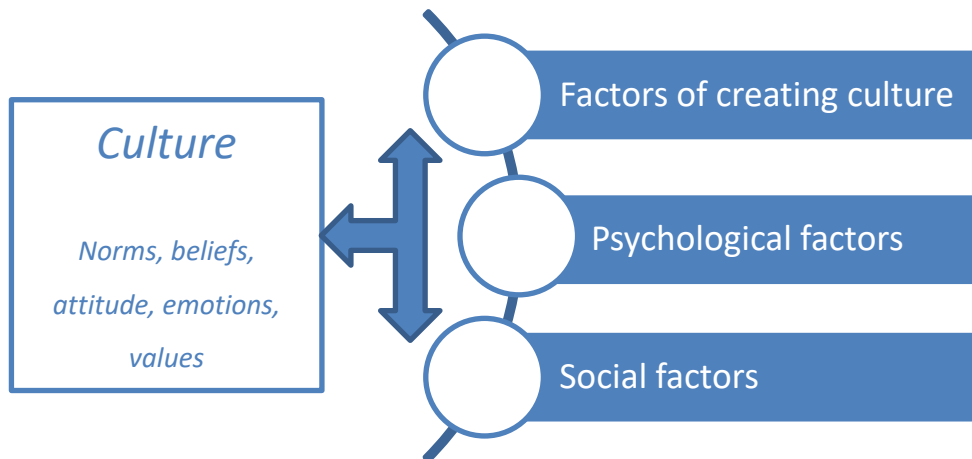 Culture
Norms, beliefs,
attitude, emotions,
values
Factors of creating culture
Psychological factors
Social factors